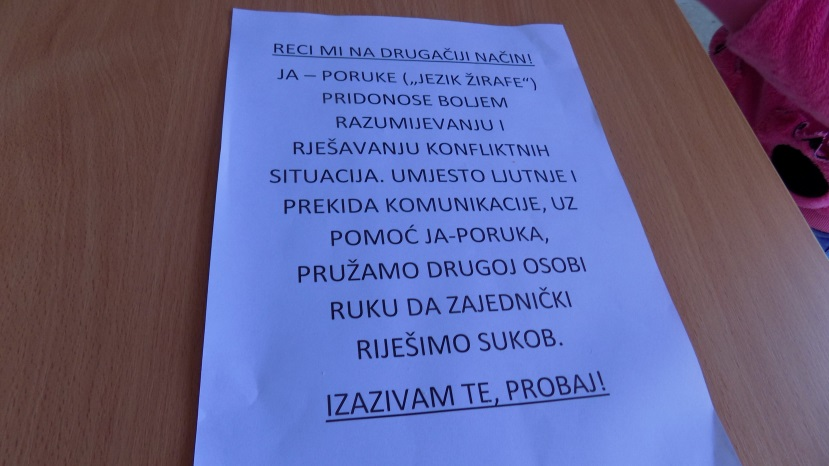 RECI MI NA DRUGAČIJI NAČIN!
JA – PORUKE („JEZIK ŽIRAFE“)
PRIDONOSE BOLJEM
RAZUMIJEVANJU I
RJEŠAVANJU KONFLIKTNIH
SITUACIJA. UMJESTO LJUTNJE I
PREKIDA KOMUNIKACIJE, UZ
POMOĆ JA-PORUKA,
PRUŽAMO DRUGOJ OSOBI
RUKU DA ZAJEDNIČKI
RIJEŠIMO SUKOB.
IZAZIVAM TE, PROBAJ!